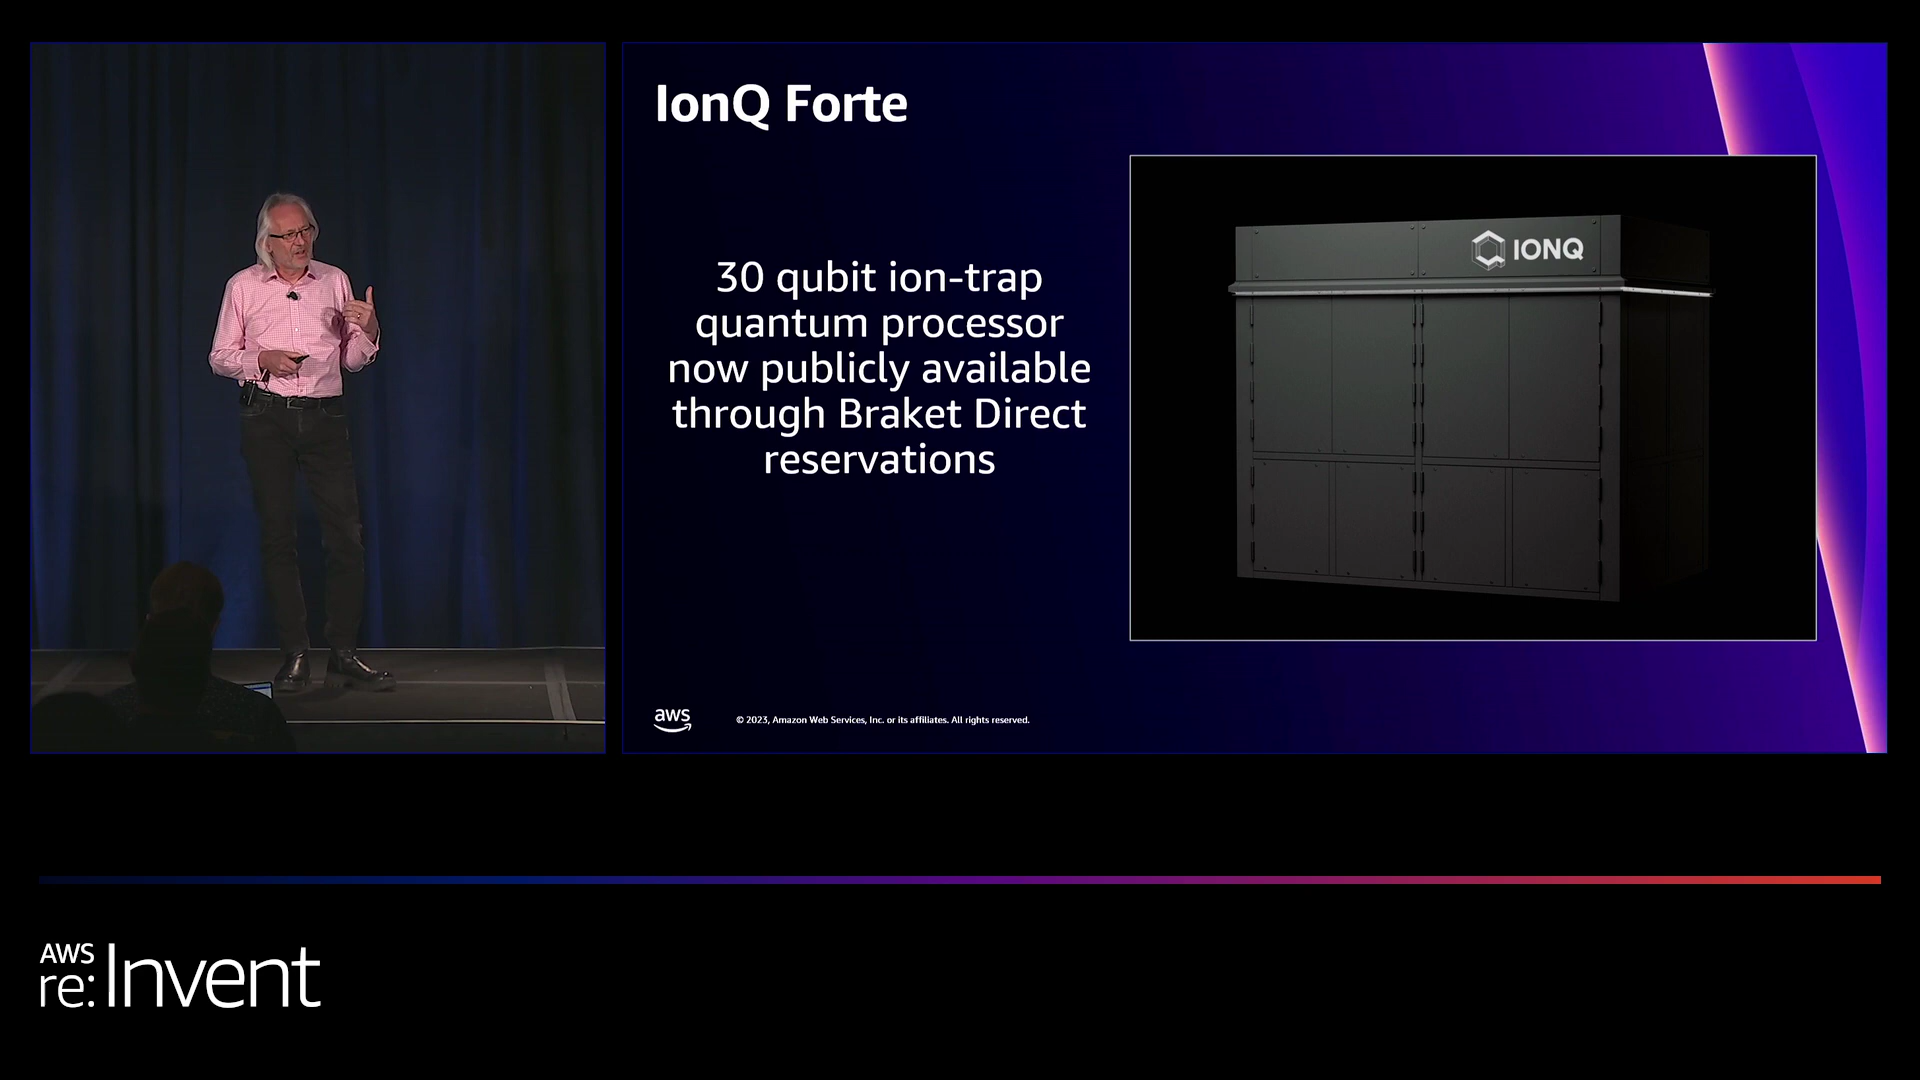 IonQ Forte
30 qubit ion-trap
quantum processor
now publicly available
through Braket Direct
reservations
IONQ
aws
© 2023, Amazon Web Services, Inc. or its affiliates. All rights reserved.
AWS
re:Invent